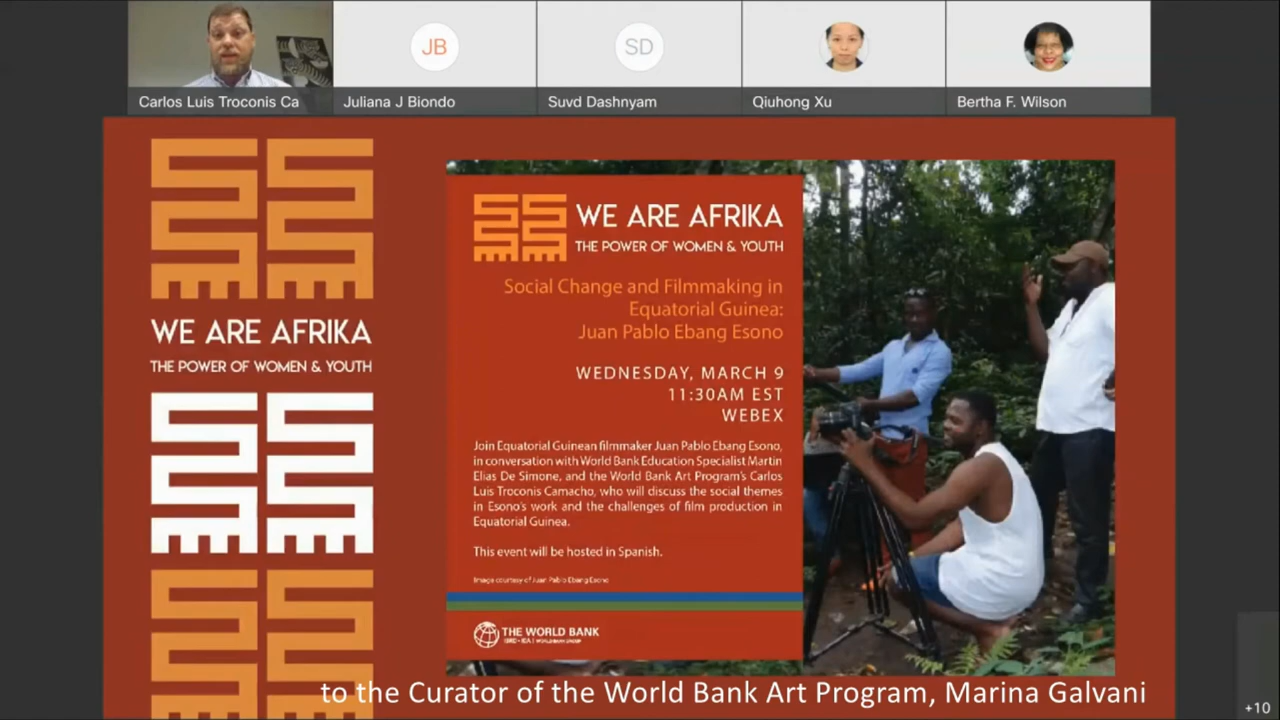 JB
SD
Carlos Luis Troconis Ca
Juliana J Biondo
Suvd Dashnyam
Qiuhong Xu
Bertha F. Wilson
WE ARE AFRIKA
THE POWER OF WOMEN & YOUTH
WE ARE AFRIKA
THE POWER OF WOMEN & YOUTH
Social Change and Filmmaking in
Equatorial Guinea:
Juan Pablo Ebang Esono
WEDNESDAY, MARCH 9
11:30AM EST
WEBEX
Join Equatorial Guinean filmmaker Juan Pablo Ebang Esono,
in conversation with World Bank Education Specialist Martin
Elias De Simone, and the World Bank Art Program's Carlos
Luis Troconis Camacho, who will discuss the social themes
in Esono's work and the challenges of film production in
Equatorial Guinea.
This event will be hosted in Spanish.
Image courtesy of Juan Pablo Ebang Esono
THE WORLD BANK
IBRD • IDA | WORLD BANK GROUP
to the Curator of the World Bank Art Program, Marina Galvani
+10